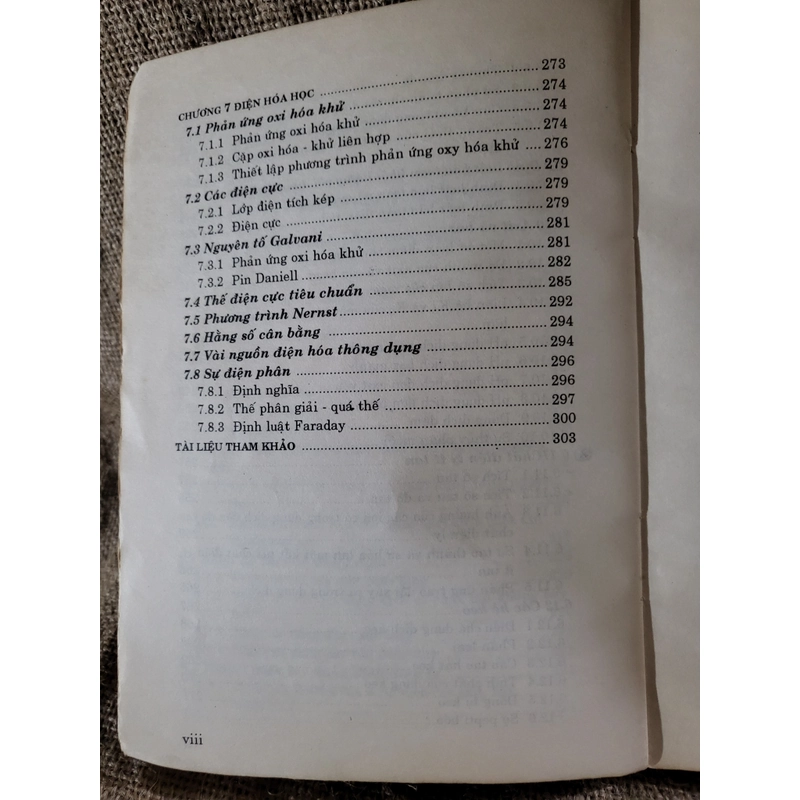 CHƯƠNG 7 ĐIỆN HÓA HỌC ........ 273
7.1 Phản ứng oxi hóa khử ........ 274
7.1.1 Phản ứng oxi hóa khử ........ 274
7.1.2 Cặp oxi hóa - khử liên hợp ........ 274
7.1.3 Thiết lập phương trình phản ứng oxy hóa khử .... 276
7.2 Các điện cực ........ 279
7.2.1 Lớp điện tích kép ........ 279
7.2.2 Điện cực ........ 279
7.3 Nguyên tố Galvani ........ 281
7.3.1 Phản ứng oxi hóa khử ........ 281
7.3.2 Pin Daniell ........ 282
7.4 Thế điện cực tiêu chuẩn ........ 285
7.5 Phương trình Nernst ........ 292
7.6 Hằng số cân bằng ........ 294
7.7 Vài nguồn điện hóa thông dụng ........ 294
7.8 Sự điện phân ........ 296
7.8.1 Định nghĩa ........ 296
7.8.2 Thế phân giải - quá thế ........ 297
7.8.3 Định luật Faraday ........ 300
TÀI LIỆU THAM KHẢO ........ 303
viii